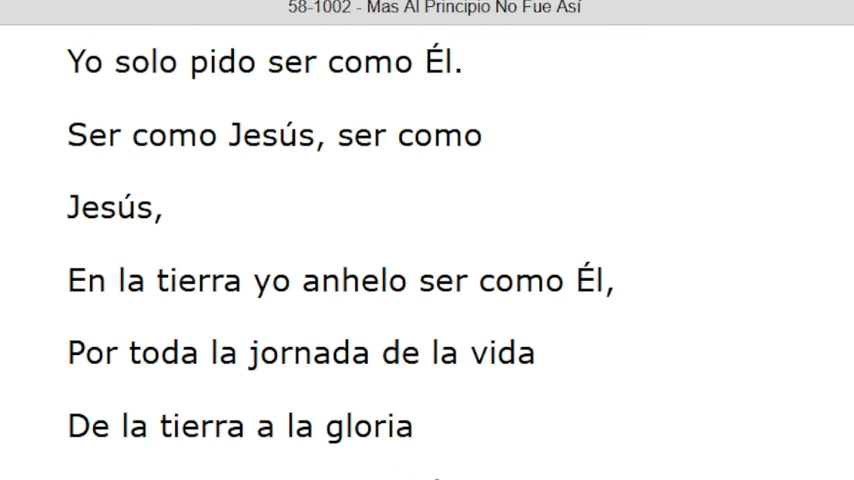 58-1002 - Mas Al Principio No Fue Así
Yo solo pido ser como Él.
Ser como Jesús, ser como
Jesús,
En la tierra yo anhelo ser como Él,
Por toda la jornada de la vida
De la tierra a la gloria